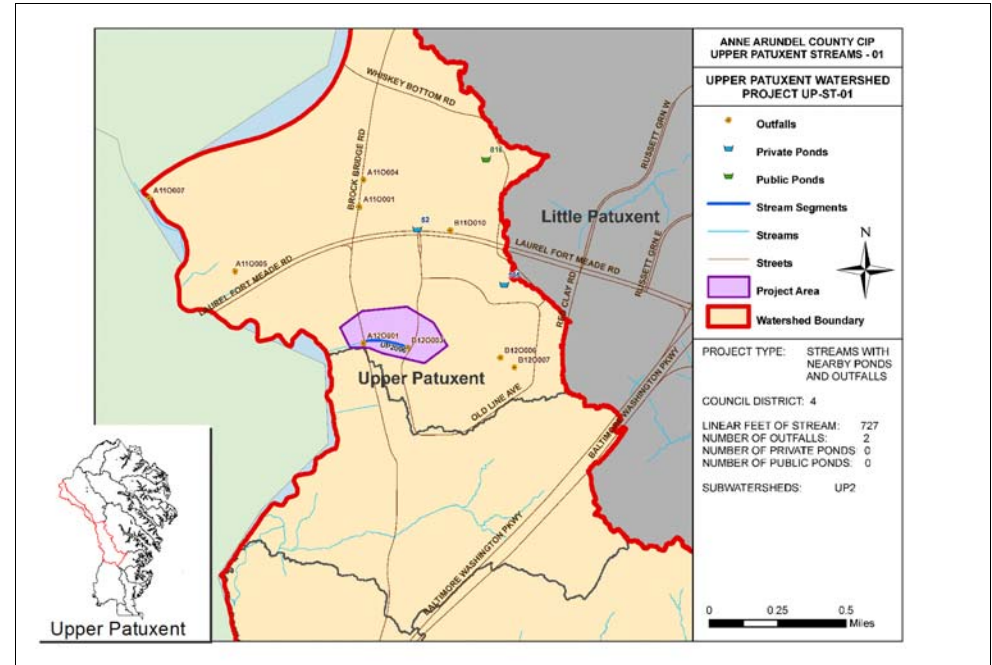 ANNE ARUNDEL COUNTY CIP
UPPER PATUXENT STREAMS - 01
UPPER PATUXENT WATERSHED
PROJECT UP-ST-01
Outfalls
Private Ponds
Public Ponds
Stream Segments
Streams
Streets
Project Area
Watershed Boundary
N
PROJECT TYPE: STREAMS WITH
NEARBY PONDS
AND OUTFALLS
COUNCIL DISTRICT: 4
LINEAR FEET OF STREAM: 727
NUMBER OF OUTFALLS: 2
NUMBER OF PRIVATE PONDS 0
NUMBER OF PUBLIC PONDS: 0
SUBWATERSHEDS: UP2
0 0.25 0.5
Miles
WHISKEY BOTTOM RD
BROCK BRIDGE RD
RUSSETT GRN W
A11O004
A11O007
A11O001
Little Patuxent
52
B11O010
LAUREL FORT MEADE RD
RUSSETT GRN E
A11O005
LAUREL FORT MEADE RD
RED CLAY RD
A12O001
D12O003
D12O006
D12O007
Upper Patuxent
OLD LINE AVE
BALTIMORE WASHINGTON PKWY
BALTIMORE WASHINGTON PKWY
Upper Patuxent